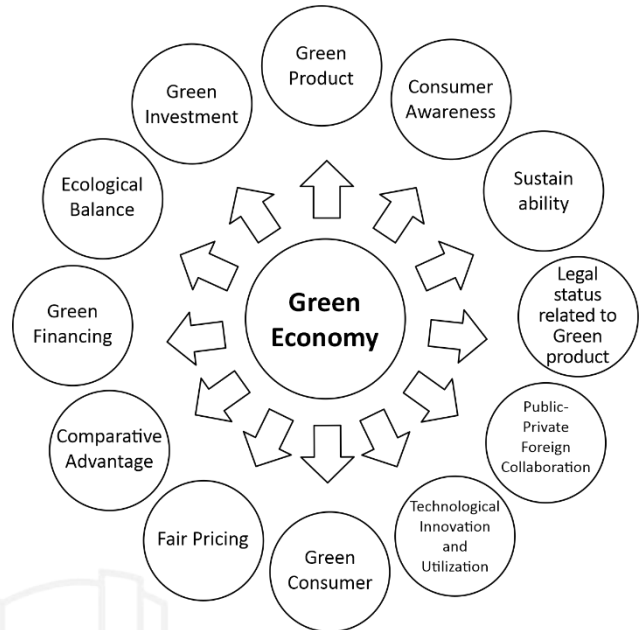 Green
Product
Consumer
Awareness
Sustain
ability
Legal
status
related to
Green
product
Public-
Private
Foreign
Collaboration
Technological
Innovation
and
Utilization
Green
Consumer
Fair Pricing
Comparative
Advantage
Green
Financing
Ecological
Balance
Green
Investment
Green
Economy